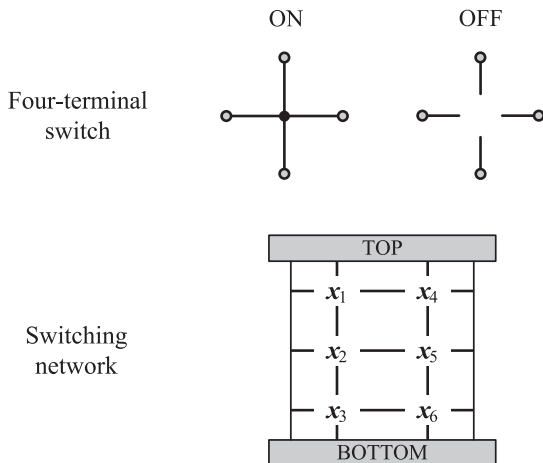 ON OFF
Four-terminal
switch
TOP
x₁ x₄
Switching
network
x₂ x₅
x₃ x₆
BOTTOM